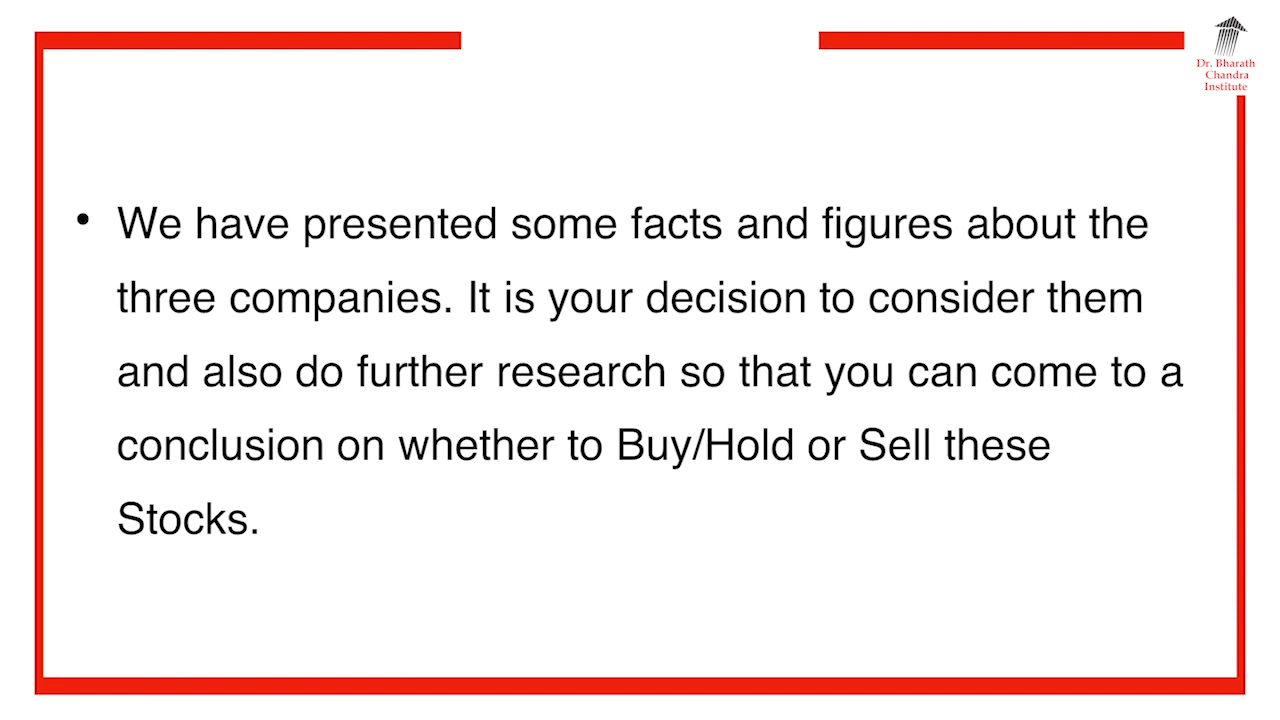 Dr. Bharath
Chandra
Institute
• We have presented some facts and figures about the
three companies. It is your decision to consider them
and also do further research so that you can come to a
conclusion on whether to Buy/Hold or Sell these
Stocks.